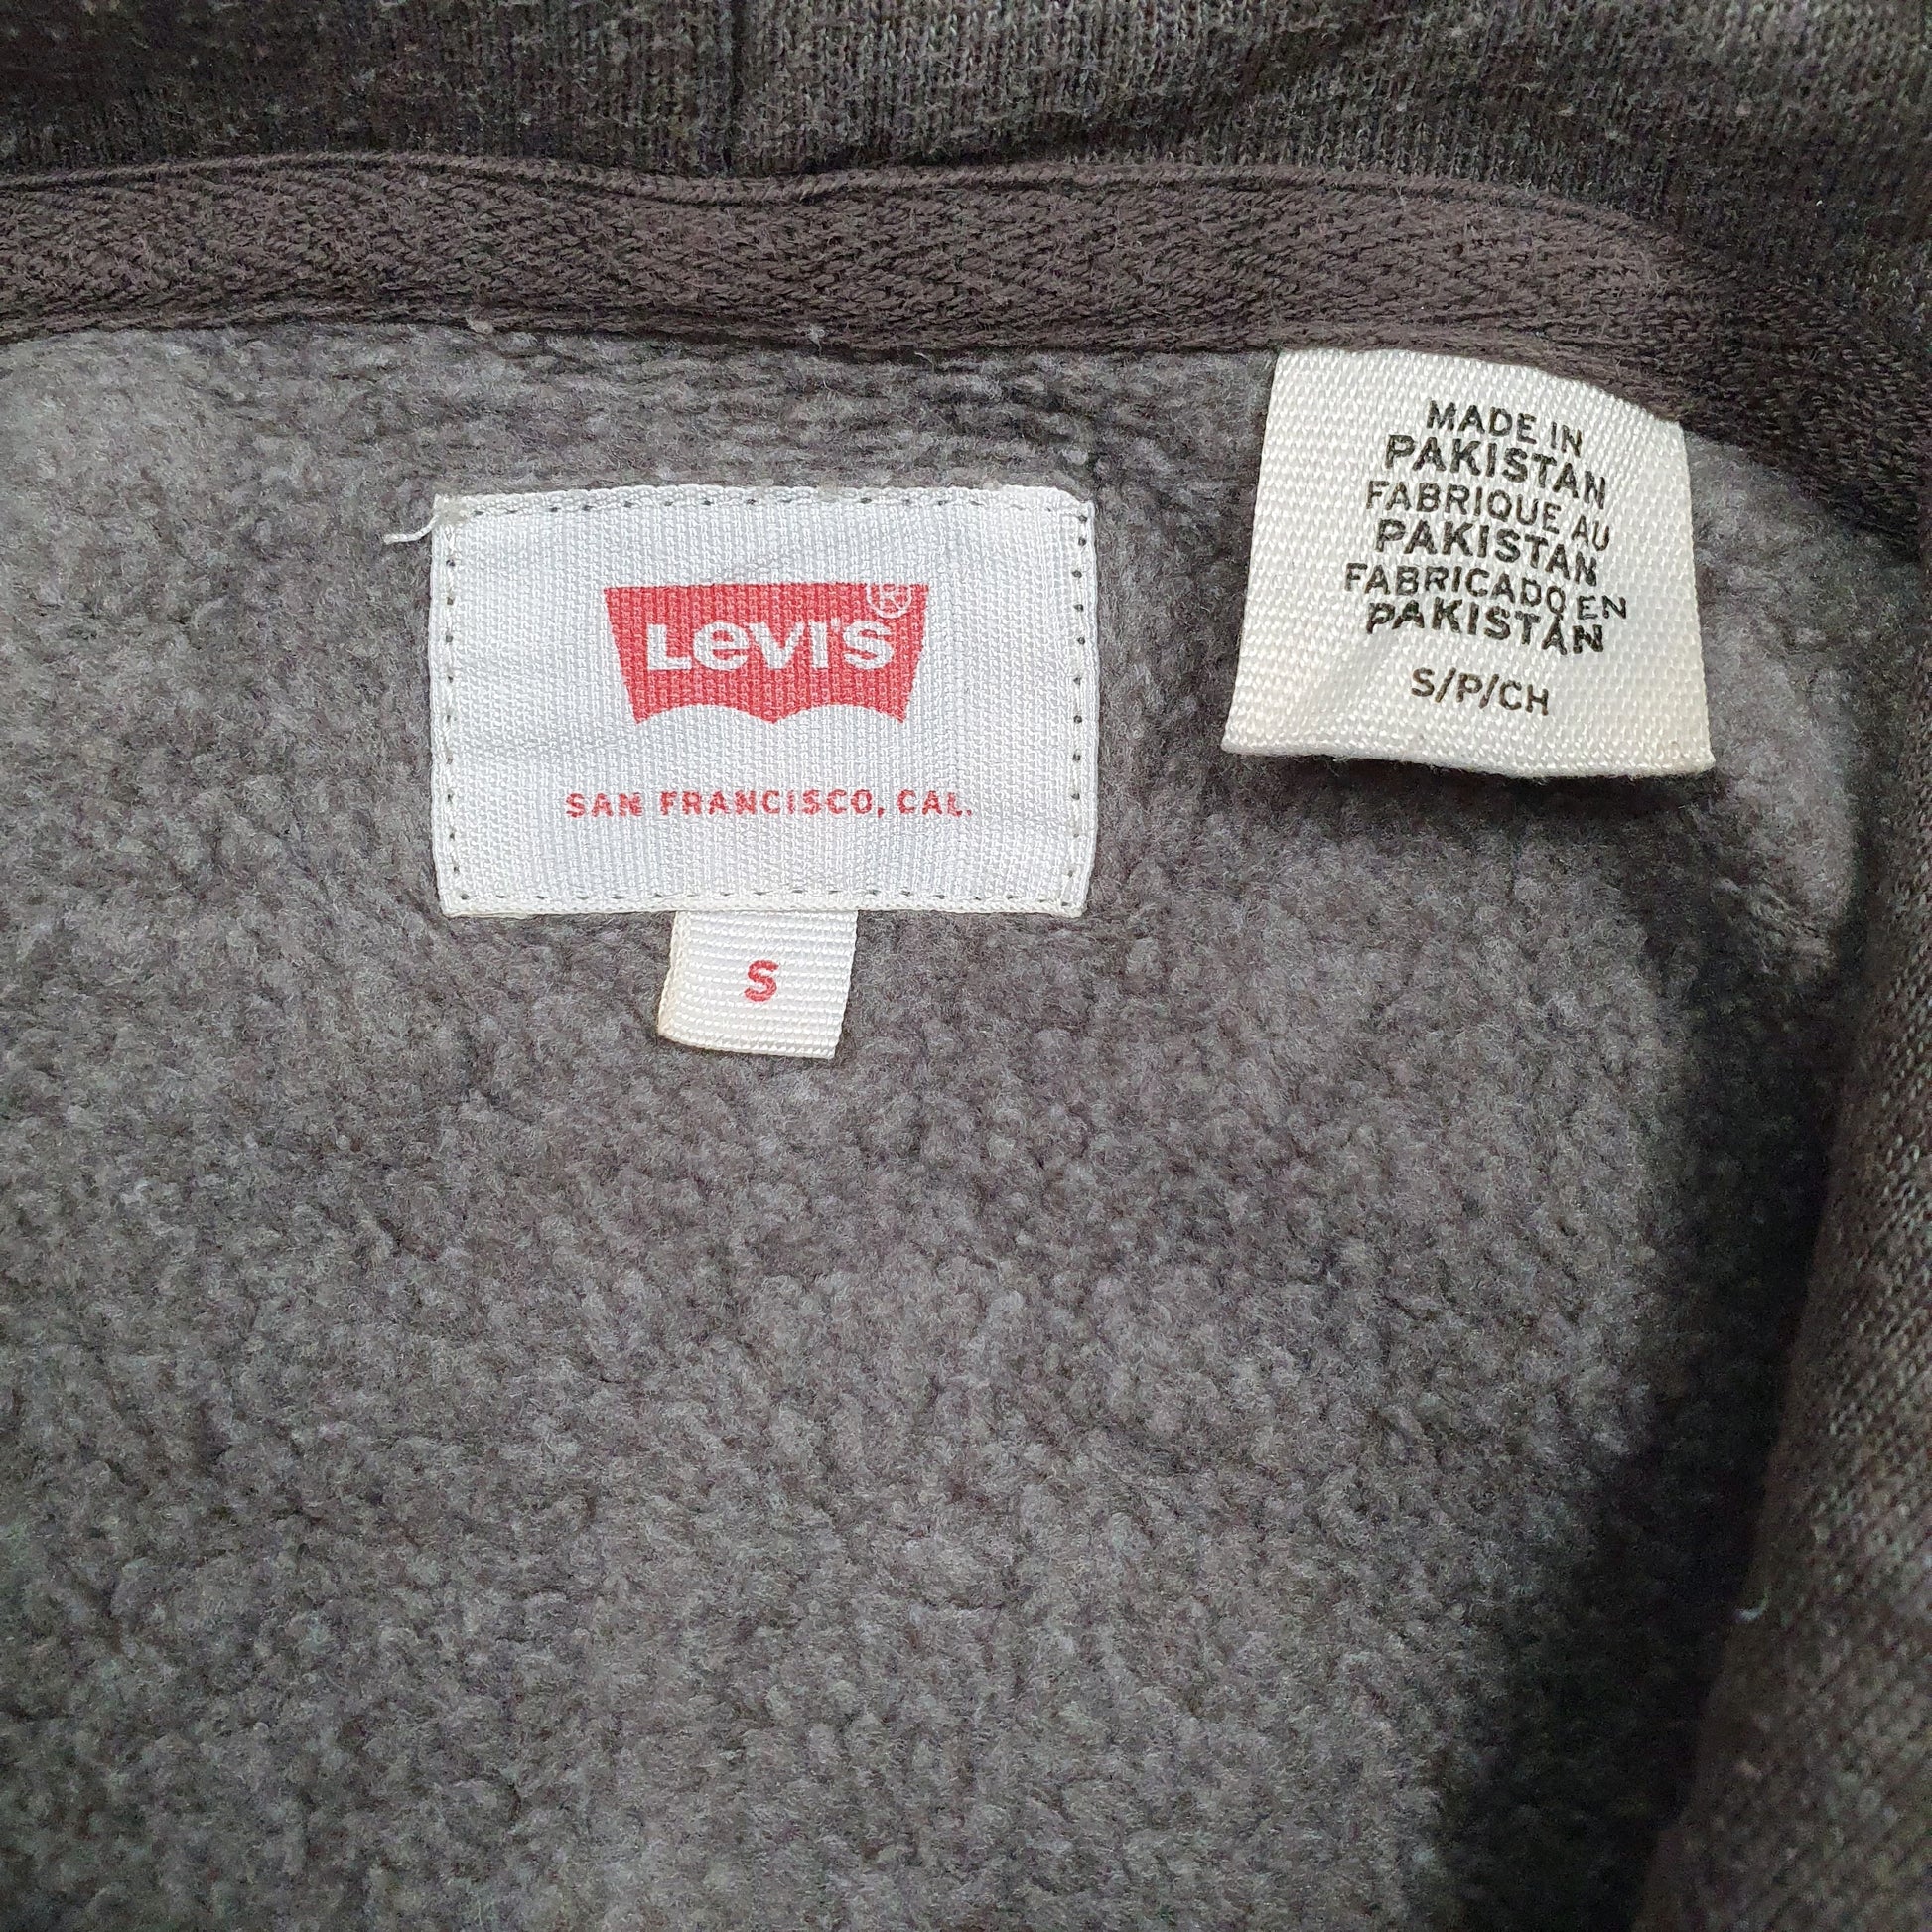 Levi's®
SAN FRANCISCO, CAL.
S
MADE IN
PAKISTAN
FABRIQUE AU
PAKISTAN
FABRICADO EN
PAKISTAN
S/P/CH